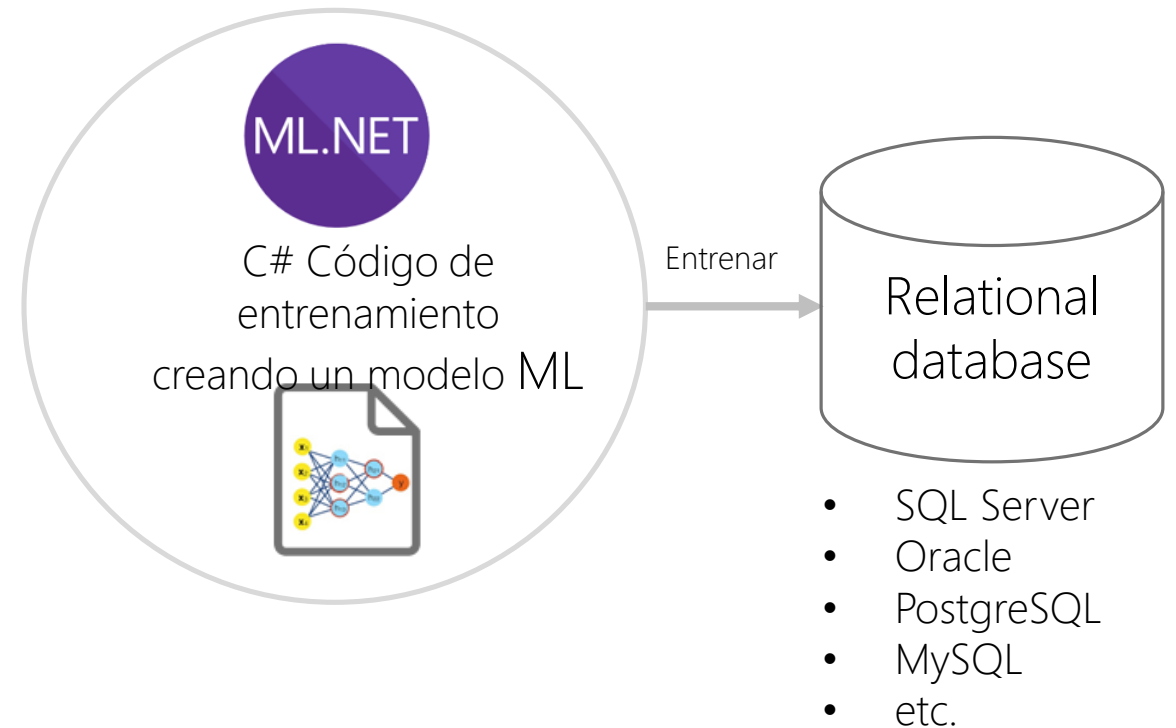 ML.NET
C# Código de
entrenamiento
creando un modelo ML
Entrenar
Relational
database
• SQL Server
• Oracle
• PostgreSQL
• MySQL
• etc.